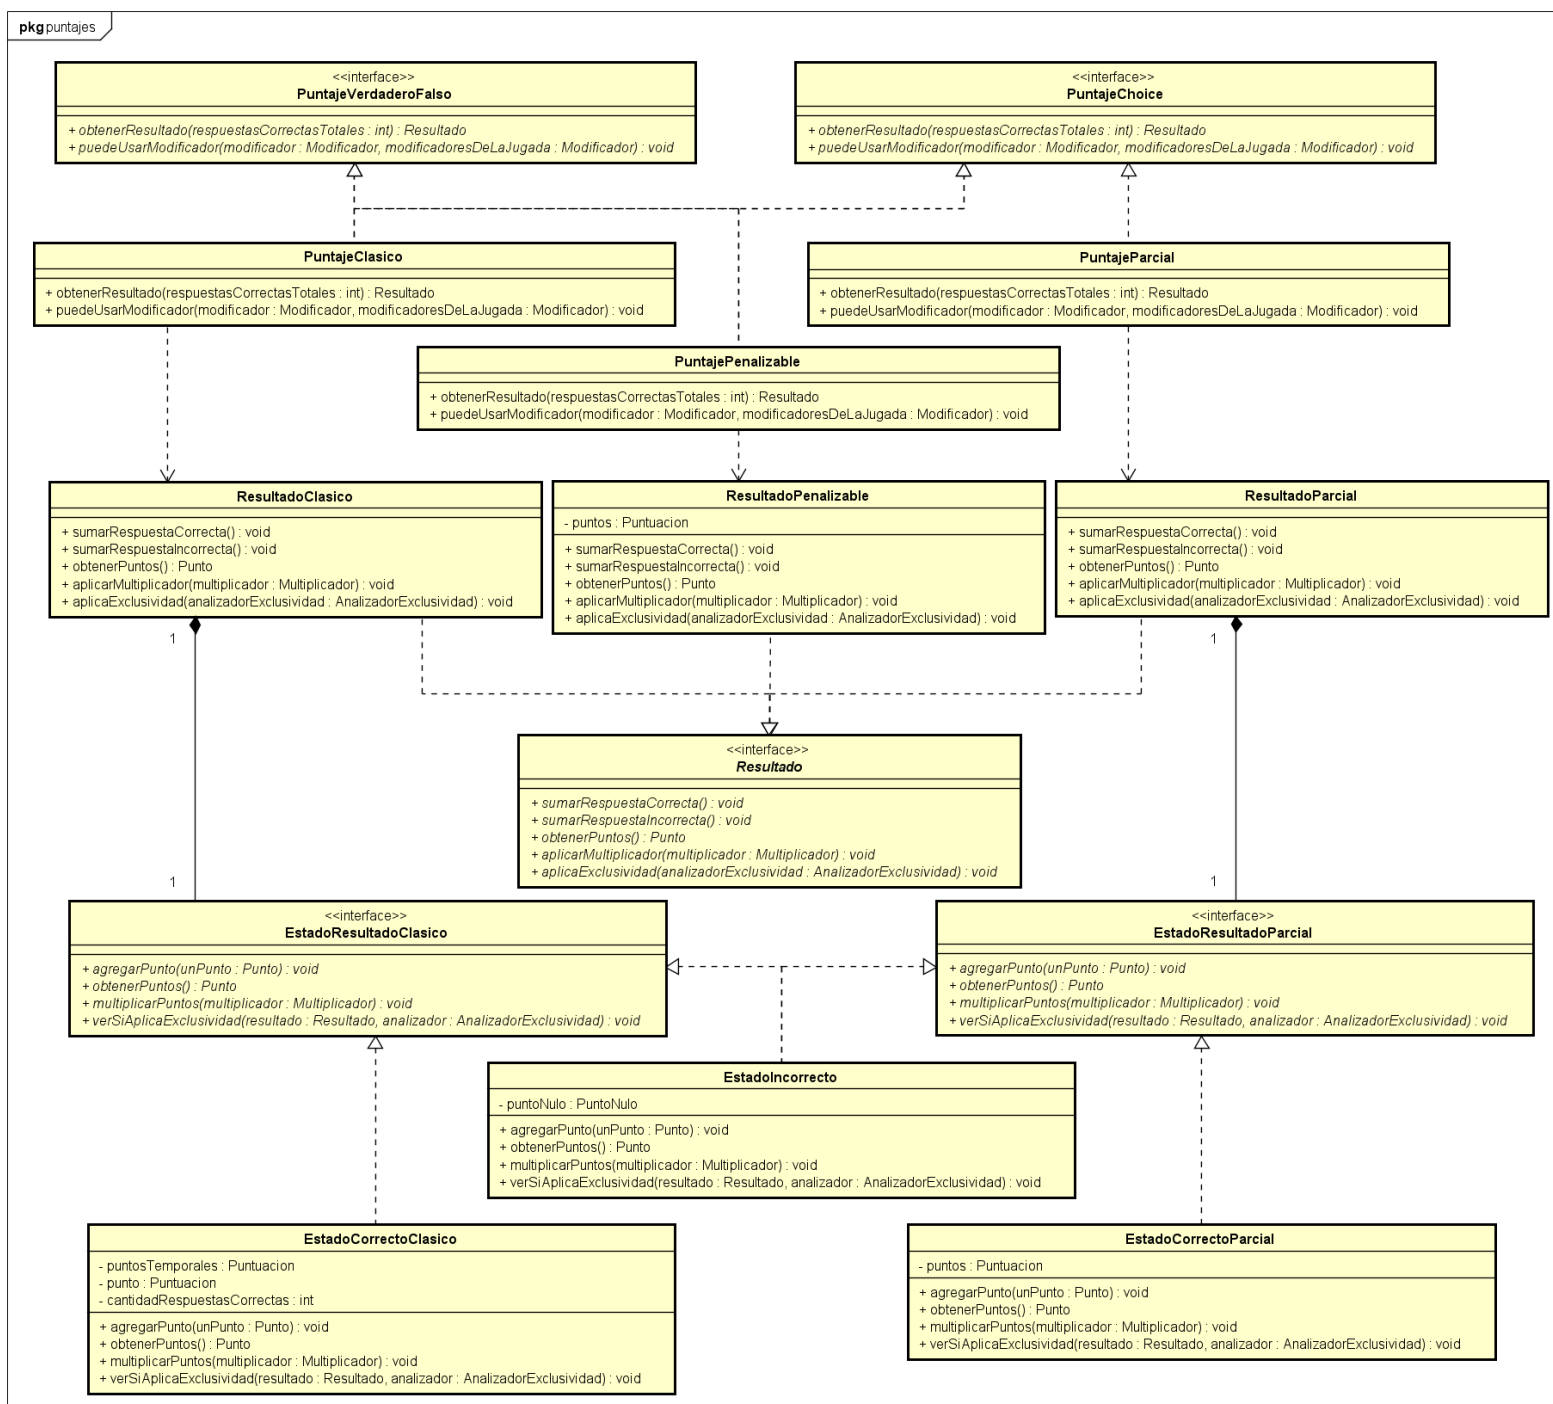 pkg puntajes
<<interface>>
PuntajeVerdaderoFalso
+ obtenerResultado(respuestasCorrectasTotales : int) : Resultado
+ puedeUsarModificador(modificador : Modificador, modificadoresDeLaJugada : Modificador) : void
<<interface>>
PuntajeChoice
+ obtenerResultado(respuestasCorrectasTotales : int) : Resultado
+ puedeUsarModificador(modificador : Modificador, modificadoresDeLaJugada : Modificador) : void
PuntajeClasico
+ obtenerResultado(respuestasCorrectasTotales : int) : Resultado
+ puedeUsarModificador(modificador : Modificador, modificadoresDeLaJugada : Modificador) : void
PuntajeParcial
+ obtenerResultado(respuestasCorrectasTotales : int) : Resultado
+ puedeUsarModificador(modificador : Modificador, modificadoresDeLaJugada : Modificador) : void
PuntajePenalizable
+ obtenerResultado(respuestasCorrectasTotales : int) : Resultado
+ puedeUsarModificador(modificador : Modificador, modificadoresDeLaJugada : Modificador) : void
ResultadoClasico
+ sumarRespuestaCorrecta() : void
+ sumarRespuestaIncorrecta() : void
+ obtenerPuntos() : Punto
+ aplicarMultiplicador(multiplicador : Multiplicador) : void
+ aplicaExclusividad(analizadorExclusividad : AnalizadorExclusividad) : void
ResultadoPenalizable
- puntos : Puntuacion
+ sumarRespuestaCorrecta() : void
+ sumarRespuestaIncorrecta() : void
+ obtenerPuntos() : Punto
+ aplicarMultiplicador(multiplicador : Multiplicador) : void
+ aplicaExclusividad(analizadorExclusividad : AnalizadorExclusividad) : void
ResultadoParcial
+ sumarRespuestaCorrecta() : void
+ sumarRespuestaIncorrecta() : void
+ obtenerPuntos() : Punto
+ aplicarMultiplicador(multiplicador : Multiplicador) : void
+ aplicaExclusividad(analizadorExclusividad : AnalizadorExclusividad) : void
1
1
<<interface>>
Resultado
+ sumarRespuestaCorrecta() : void
+ sumarRespuestaIncorrecta() : void
+ obtenerPuntos() : Punto
+ aplicarMultiplicador(multiplicador : Multiplicador) : void
+ aplicaExclusividad(analizadorExclusividad : AnalizadorExclusividad) : void
1
1
<<interface>>
EstadoResultadoClasico
+ agregarPunto(unPunto : Punto) : void
+ obtenerPuntos() : Punto
+ multiplicarPuntos(multiplicador : Multiplicador) : void
+ verSiAplicaExclusividad(resultado : Resultado, analizador : AnalizadorExclusividad) : void
<<interface>>
EstadoResultadoParcial
+ agregarPunto(unPunto : Punto) : void
+ obtenerPuntos() : Punto
+ multiplicarPuntos(multiplicador : Multiplicador) : void
+ verSiAplicaExclusividad(resultado : Resultado, analizador : AnalizadorExclusividad) : void
EstadoIncorrecto
- puntoNulo : PuntoNulo
+ agregarPunto(unPunto : Punto) : void
+ obtenerPuntos() : Punto
+ multiplicarPuntos(multiplicador : Multiplicador) : void
+ verSiAplicaExclusividad(resultado : Resultado, analizador : AnalizadorExclusividad) : void
EstadoCorrectoClasico
- puntosTemporales : Puntuacion
- punto : Puntuacion
- cantidadRespuestasCorrectas : int
+ agregarPunto(unPunto : Punto) : void
+ obtenerPuntos() : Punto
+ multiplicarPuntos(multiplicador : Multiplicador) : void
+ verSiAplicaExclusividad(resultado : Resultado, analizador : AnalizadorExclusividad) : void
EstadoCorrectoParcial
- puntos : Puntuacion
+ agregarPunto(unPunto : Punto) : void
+ obtenerPuntos() : Punto
+ multiplicarPuntos(multiplicador : Multiplicador) : void
+ verSiAplicaExclusividad(resultado : Resultado, analizador : AnalizadorExclusividad) : void